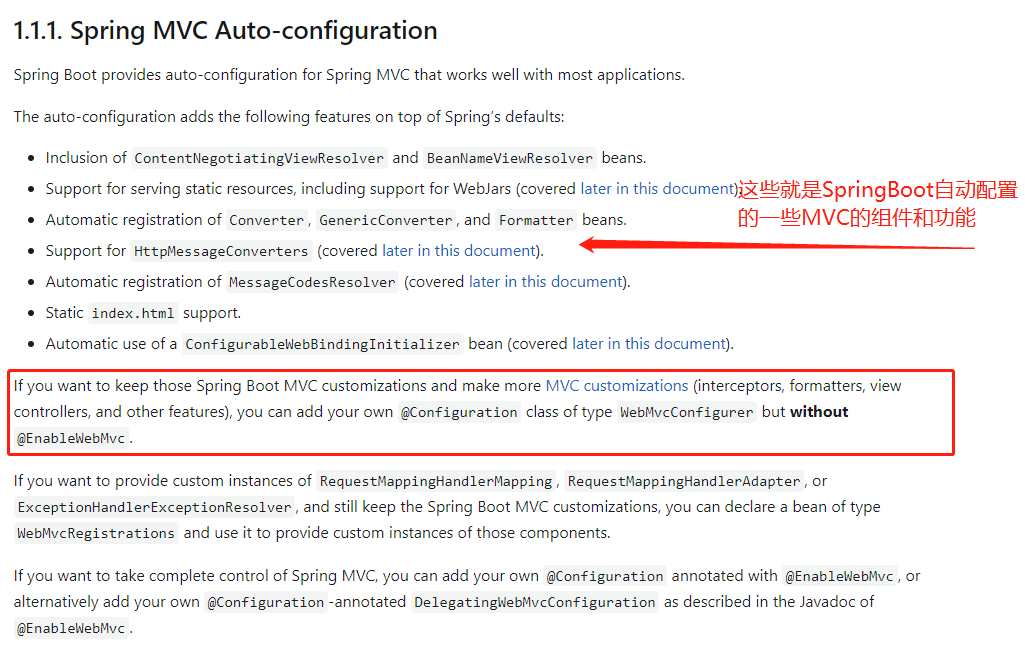 1.1.1. Spring MVC Auto-configuration
Spring Boot provides auto-configuration for Spring MVC that works well with most applications.
The auto-configuration adds the following features on top of Spring’s defaults:
• Inclusion of ContentNegotiatingViewResolver and BeanNameViewResolver beans.
• Support for serving static resources, including support for WebJars (covered later in this document).
• Automatic registration of Converter, GenericConverter, and Formatter beans.
• Support for HttpMessageConverters (covered later in this document).
• Automatic registration of MessageCodesResolver (covered later in this document).
• Static index.html support.
• Automatic use of a ConfigurableWebBindingInitializer bean (covered later in this document).
这些就是SpringBoot自动配置
的一些MVC的组件和功能
If you want to keep those Spring Boot MVC customizations and make more MVC customizations (interceptors, formatters, view
controllers, and other features), you can add your own @Configuration class of type WebMvcConfigurer but without
@EnableWebMvc.
If you want to provide custom instances of RequestMappingHandlerMapping, RequestMappingHandlerAdapter, or
ExceptionHandlerExceptionResolver, and still keep the Spring Boot MVC customizations, you can declare a bean of type
WebMvcRegistrations and use it to provide custom instances of those components.
If you want to take complete control of Spring MVC, you can add your own @Configuration annotated with @EnableWebMvc, or
alternatively add your own @Configuration-annotated DelegatingWebMvcConfiguration as described in the Javadoc of
@EnableWebMvc.